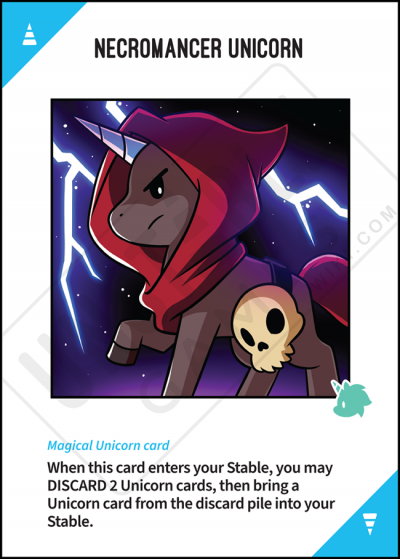 NECROMANCER UNICORN
Magical Unicorn card
When this card enters your Stable, you may
DISCARD 2 Unicorn cards, then bring a
Unicorn card from the discard pile into your
Stable.